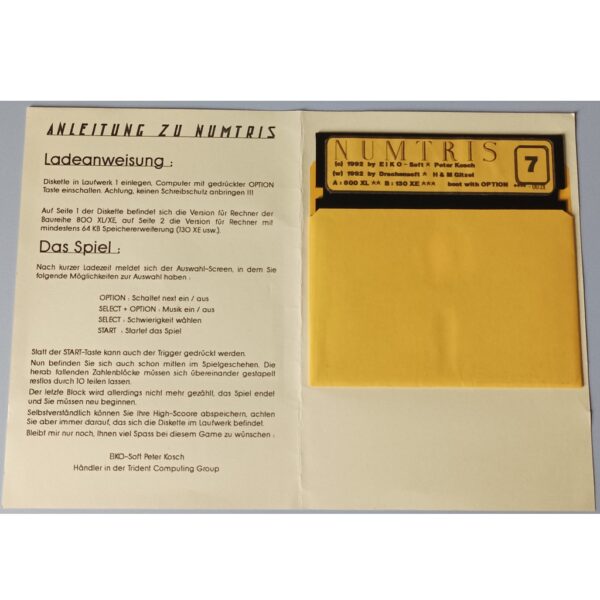 ANLEITUNG ZU NUMTRIS
Ladeanweisung :
Diskette in Laufwerk 1 einlegen, Computer mit gedrückter OPTION
Taste einschalten. Achtung, keinen Schreibschutz anbringen !!!
Auf Seite 1 der Diskette befindet sich die Version für Rechner der
Baureihe 800 XL/XE, auf Seite 2 die Version für Rechner mit
mindestens 64 KB Speichererweiterung (130 XE usw.).
Das Spiel :
Nach kurzer Ladezeit meldet sich der Auswahl-Screen, in dem Sie
folgende Möglichkeiten zur Auswahl haben :
OPTION : Schaltet next ein / aus
SELECT + OPTION : Musik ein / aus
SELECT : Schwierigkeit wählen
START : Startet das Spiel
Statt der START-Taste kann auch der Trigger gedrückt werden.
Nun befinden Sie sich auch schon mitten im Spielgeschehen. Die
herab fallenden Zahlenblöcke müssen sich übereinander gestapelt
restlos durch 10 teilen lassen.
Der letzte Block wird allerdings nicht mehr gezählt, das Spiel endet
und Sie müssen neu beginnen.
Selbstverständlich können Sie Ihre High-Scoore abspeichern, achten
Sie aber immer darauf, das sich die Diskette im Laufwerk befindet.
Bleibt mir nur noch, Ihnen viel Spass bei diesem Game zu wünschen :
EIKO-Soft Peter Kosch
Händler in der Trident Computing Group
NUMTRIS
(c) 1992 by EIKO-Soft * Peter Kosch
(w) 1992 by Drachensoft * H & M Gitzel
A : 800 XL ** B : 130 XE *** boot with OPTION
7